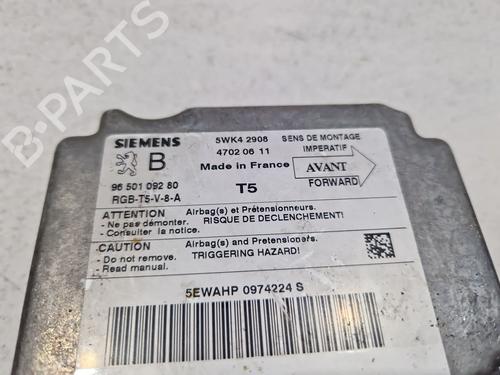 SIEMENS
B
96 501 092 80
RGB-T5-V-8-A
5WK4 2908
4702 06 11
Made in France
T5
SENS DE MONTAGE
IMPERATIF
AVANT
FORWARD
ATTENTION
- Ne pas démonter.
- Consulter la notice.
Airbag(s) et Prétensionneurs.
RISQUE DE DECLENCHEMENT!
CAUTION
- Do not remove.
- Read manual.
Airbag(s) and Pretensioners.
TRIGGERING HAZARD!
5EWAHP 0974224 S
B-PARTS